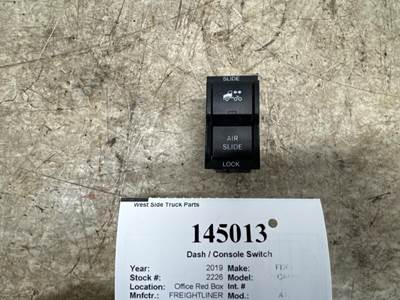 SLIDE
AIR
SLIDE
LOCK
West Side Truck Parts
145013
Dash / Console Switch
Year: 2019 Make:
Stock #: 2226 Model:
Location: Office Red Box Int. #
Mnfctr.: FREIGHTLINER Mod.: